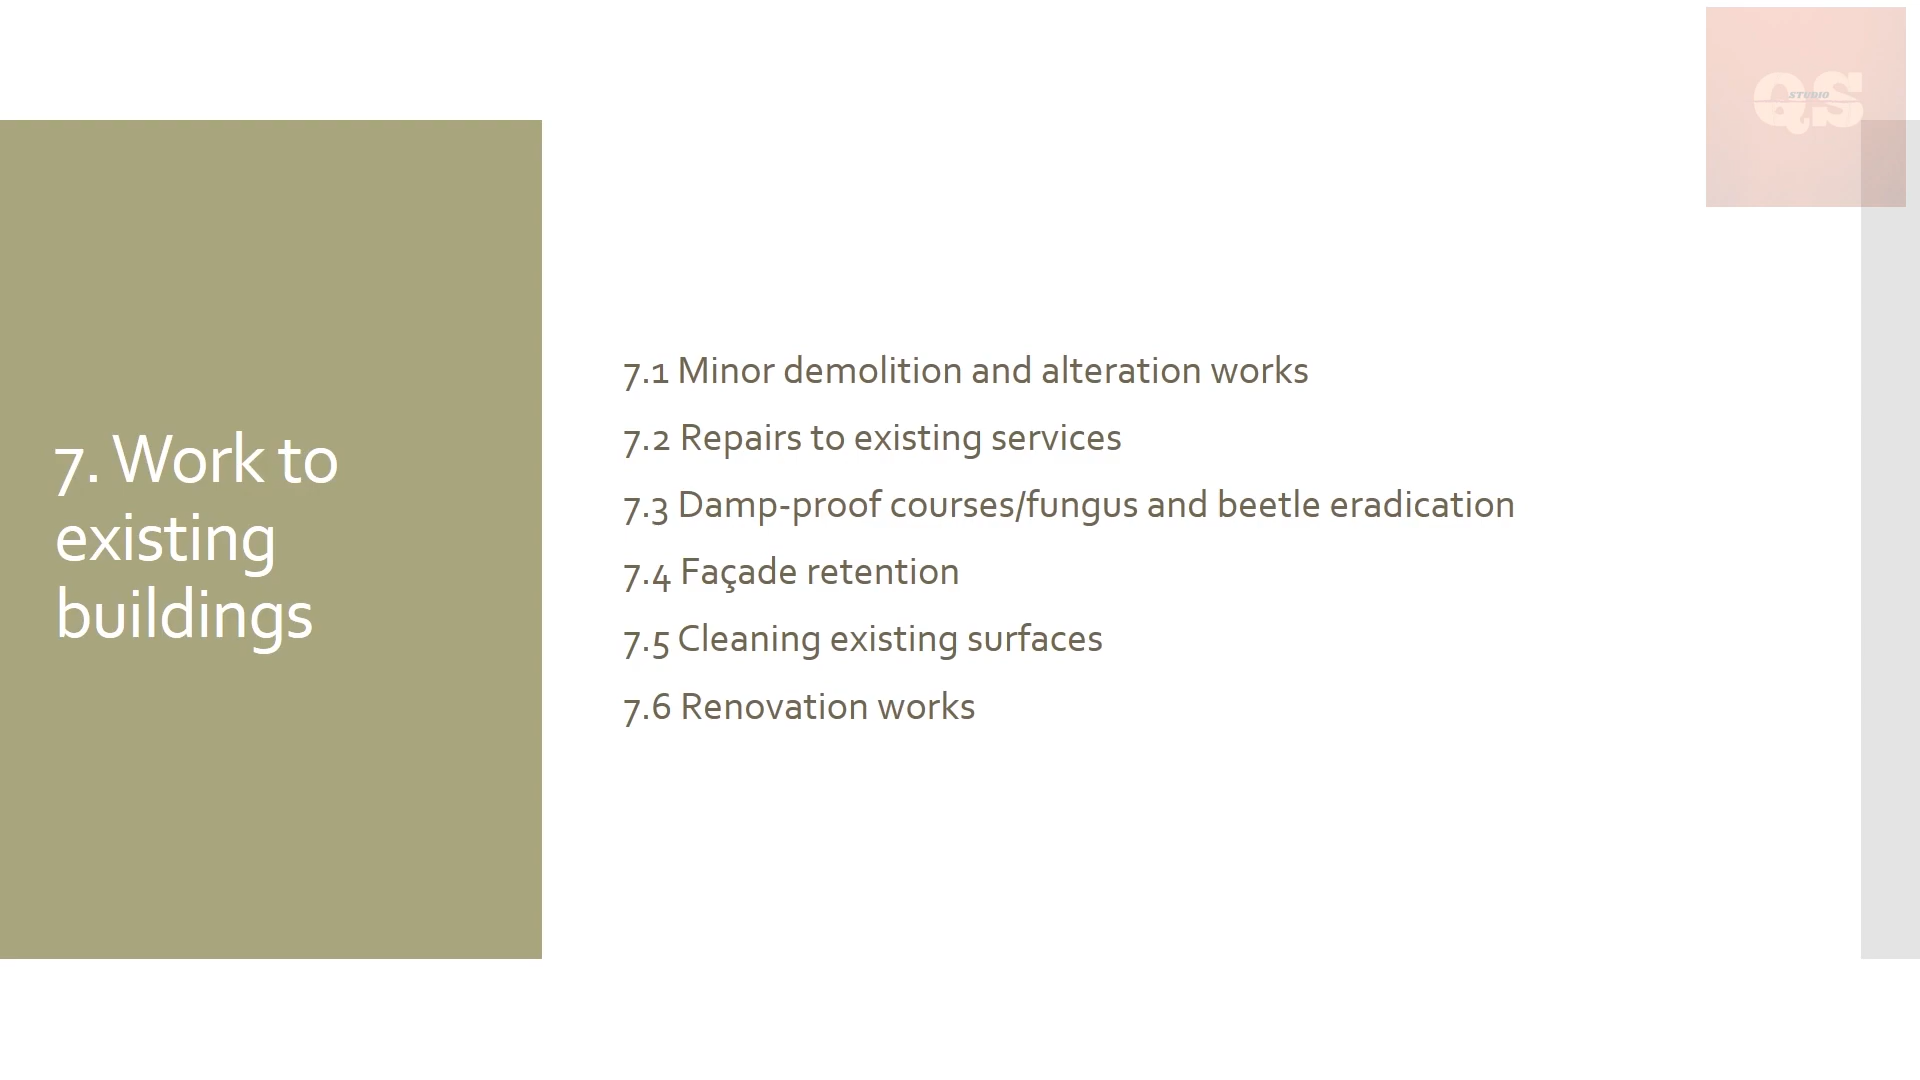 QS
STUDIO
7. Work to
existing
buildings
7.1 Minor demolition and alteration works
7.2 Repairs to existing services
7.3 Damp-proof courses/fungus and beetle eradication
7.4 Façade retention
7.5 Cleaning existing surfaces
7.6 Renovation works